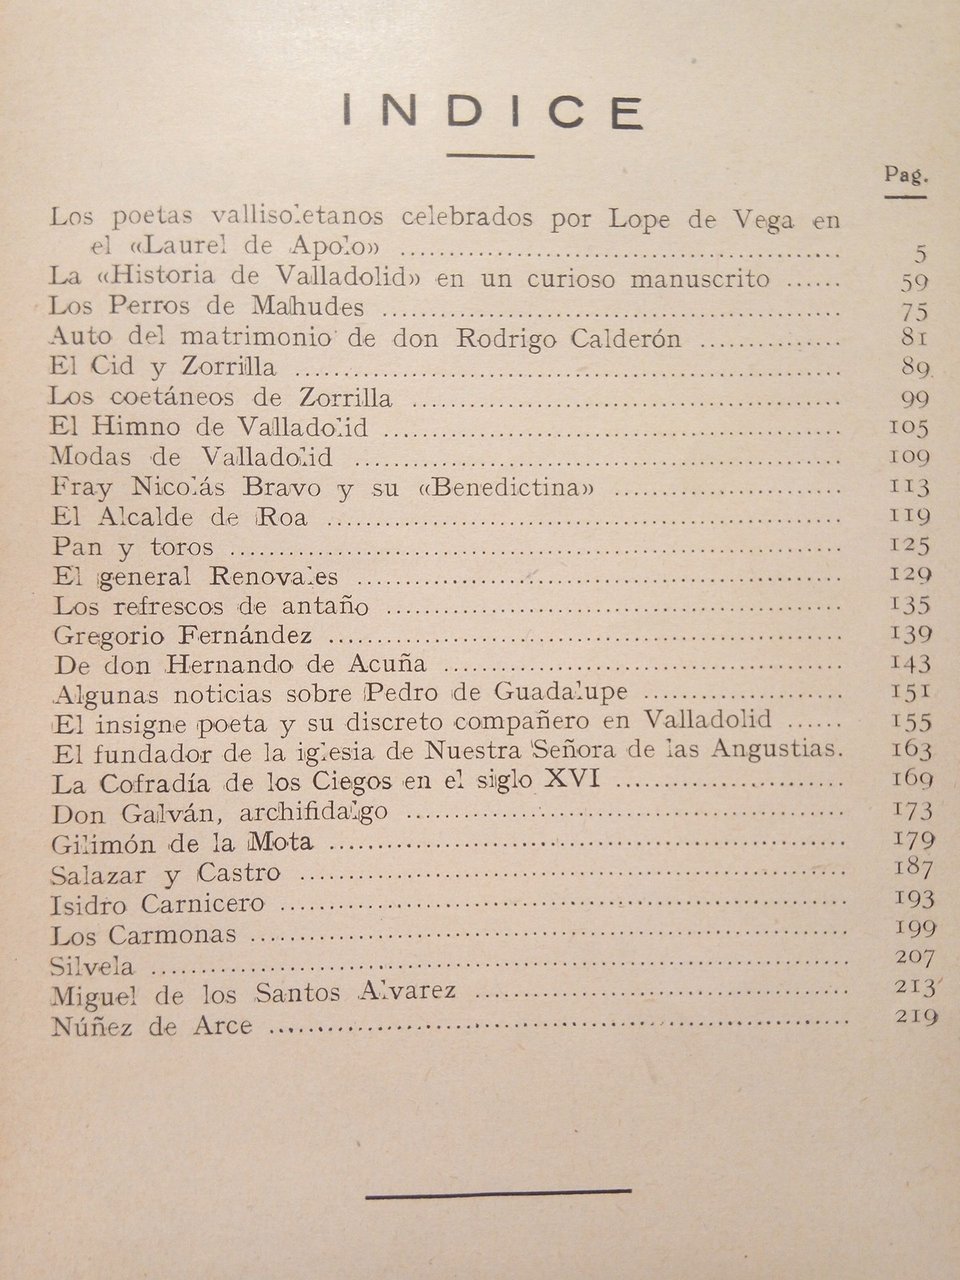 INDICE
Pag.
Los poetas vallisoletanos celebrados por Lope de Vega en
el «Laurel de Apolo» ........................................ 5
La «Historia de Valladolid» en un curioso manuscrito ...... 59
Los Perros de Mahudes ........................................ 75
Auto del matrimonio de don Rodrigo Calderón ............... 81
El Cid y Zorrilla ........................................ 89
Los coetáneos de Zorrilla ........................................ 99
El Himno de Valladolid ........................................ 105
Modas de Valladolid ........................................ 109
Fray Nicolás Bravo y su «Benedictina» ........................ 113
El Alcalde de Roa ........................................ 119
Pan y toros ........................................ 125
El general Renovales ........................................ 129
Los refrescos de antaño ........................................ 135
Gregorio Fernández ........................................ 139
De don Hernando de Acuña ........................................ 143
Algunas noticias sobre Pedro de Guadalupe .................... 151
El insigne poeta y su discreto compañero en Valladolid ...... 155
El fundador de la iglesia de Nuestra Señora de las Angustias. 163
La Cofradía de los Ciegos en el siglo XVI ........................ 169
Don Galván, archifidalgo ........................................ 173
Gilimón de la Mota ........................................ 179
Salazar y Castro ........................................ 187
Isidro Carnicero ........................................ 193
Los Carmonas ........................................ 199
Silvela ........................................ 207
Miguel de los Santos Alvarez ........................................ 213
Núñez de Arce ........................................ 219